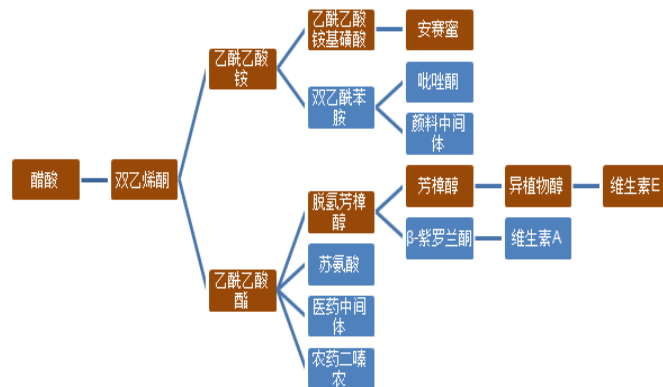 醋酸
双乙烯酮
乙酰乙酸
铵
乙酰乙酸
铵基磺酸
安赛蜜
双乙酰苯
胺
吡唑酮
颜料中间
体
乙酰乙酸
酯
脱氢芳樟
醇
芳樟醇
异植物醇
维生素E
β-紫罗兰酮
维生素A
苏氨酸
医药中间
体
农药二嗪
农